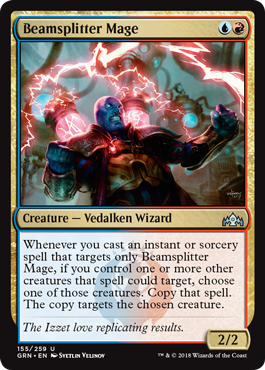 Beamsplitter Mage
Creature — Vedalken Wizard
Whenever you cast an instant or sorcery
spell that targets only Beamsplitter
Mage, if you control one or more other
creatures that spell could target, choose
one of those creatures. Copy that spell.
The copy targets the chosen creature.
The Izzet love replicating results.
2/2
155/259 U
GRN • EN Svetlin Velinov
™ & © 2018 Wizards of the Coast